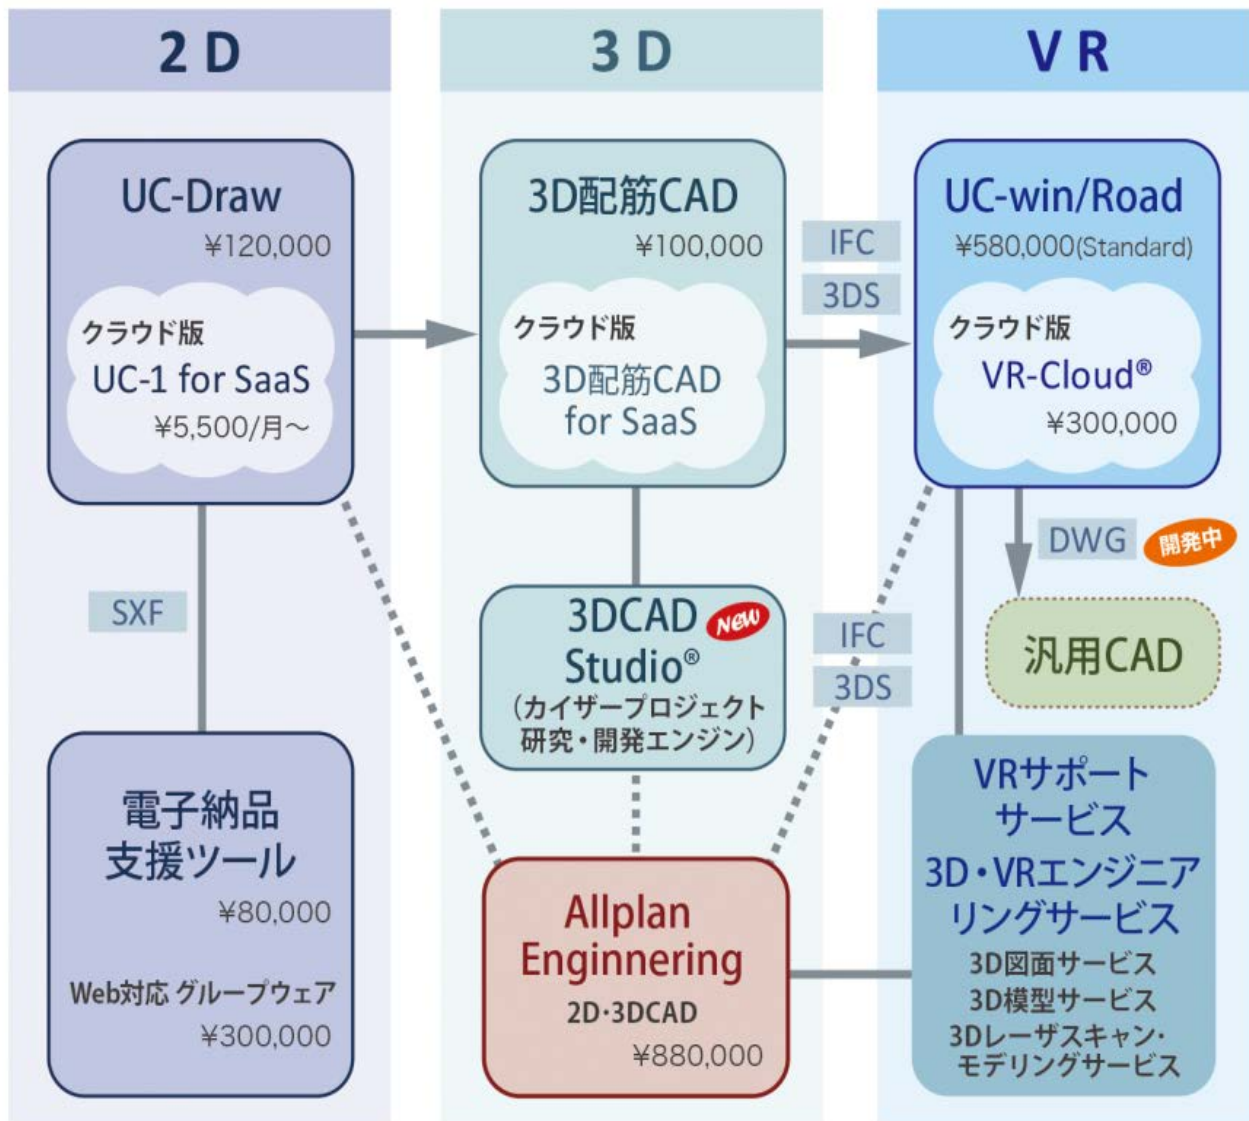 2D
UC-Draw
¥120,000
クラウド版
UC-1 for SaaS
¥5,500/月～
SXF
電子納品
支援ツール
¥80,000
Web対応 グループウェア
¥300,000
3D
3D配筋CAD
¥100,000
クラウド版
3D配筋CAD
for SaaS
IFC
3DS
3DCAD
NEW
Studio®
（カイザープロジェクト
研究・開発エンジン）
IFC
3DS
Allplan
Enginnering
2D・3DCAD
¥880,000
VR
UC-win/Road
¥580,000(Standard)
クラウド版
VR-Cloud®
¥300,000
DWG
開発中
汎用CAD
VRサポート
サービス
3D・VRエンジニア
リングサービス
3D図面サービス
3D模型サービス
3Dレーザスキャン・
モデリングサービス